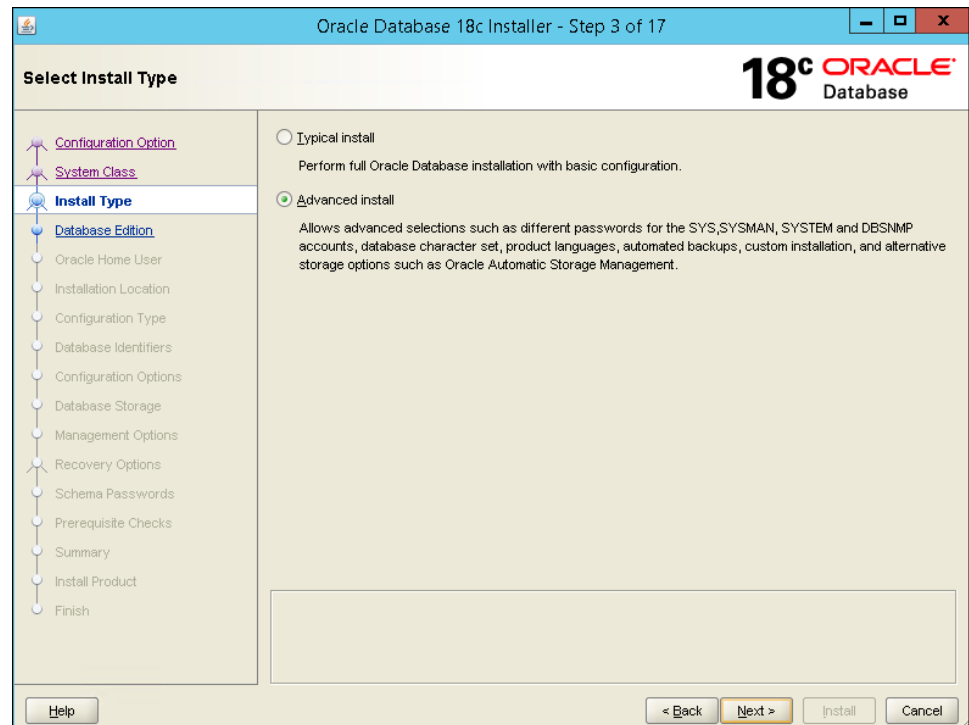 Oracle Database 18c Installer - Step 3 of 17
Select Install Type
18c ORACLE
Database
Configuration Option
System Class
Install Type
Database Edition
Oracle Home User
Installation Location
Configuration Type
Database Identifiers
Configuration Options
Database Storage
Management Options
Recovery Options
Schema Passwords
Prerequisite Checks
Summary
Install Product
Finish
Typical install
Perform full Oracle Database installation with basic configuration.
Advanced install
Allows advanced selections such as different passwords for the SYS,SYSMAN, SYSTEM and DBSNMP
accounts, database character set, product languages, automated backups, custom installation, and alternative
storage options such as Oracle Automatic Storage Management.
Help
< Back
Next >
Install
Cancel